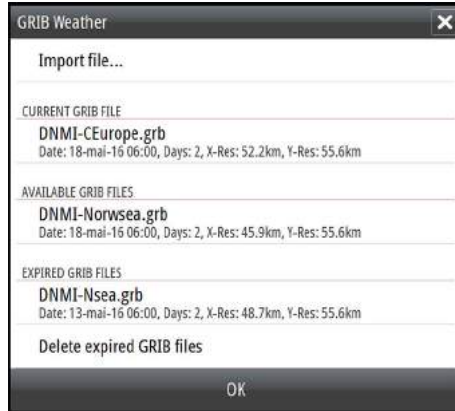 GRIB Weather
Import file...
CURRENT GRIB FILE
DNMI-CEurope.grb
Date: 18-mai-16 06:00, Days: 2, X-Res: 52.2km, Y-Res: 55.6km
AVAILABLE GRIB FILES
DNMI-Norwsea.grb
Date: 18-mai-16 06:00, Days: 2, X-Res: 45.9km, Y-Res: 55.6km
EXPIRED GRIB FILES
DNMI-Nsea.grb
Date: 13-mai-16 06:00, Days: 2, X-Res: 48.7km, Y-Res: 55.6km
Delete expired GRIB files
OK